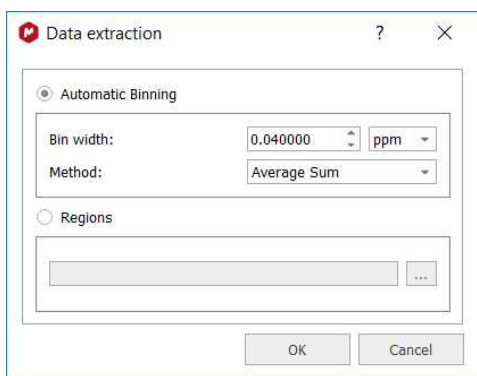 Data extraction ?
Automatic Binning
Bin width: 0.040000 ppm
Method: Average Sum
Regions
...
OK Cancel